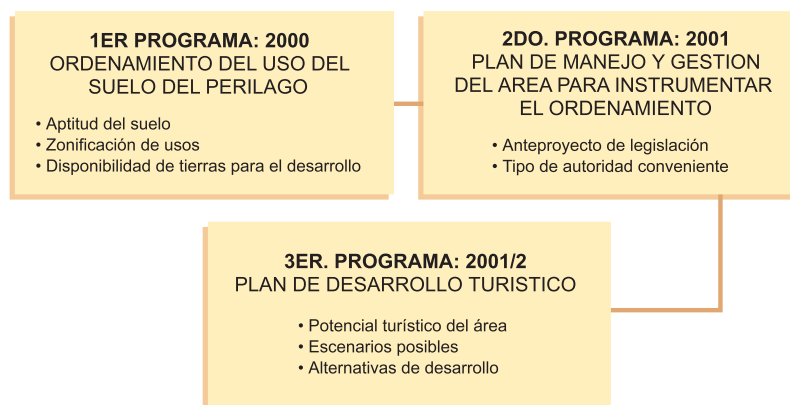 1ER PROGRAMA: 2000
ORDENAMIENTO DEL USO DEL
SUELO DEL PERILAGO
• Aptitud del suelo
• Zonificación de usos
• Disponibilidad de tierras para el desarrollo
2DO. PROGRAMA: 2001
PLAN DE MANEJO Y GESTION
DEL AREA PARA INSTRUMENTAR
EL ORDENAMIENTO
• Anteproyecto de legislación
• Tipo de autoridad conveniente
3ER. PROGRAMA: 2001/2
PLAN DE DESARROLLO TURISTICO
• Potencial turístico del área
• Escenarios posibles
• Alternativas de desarrollo